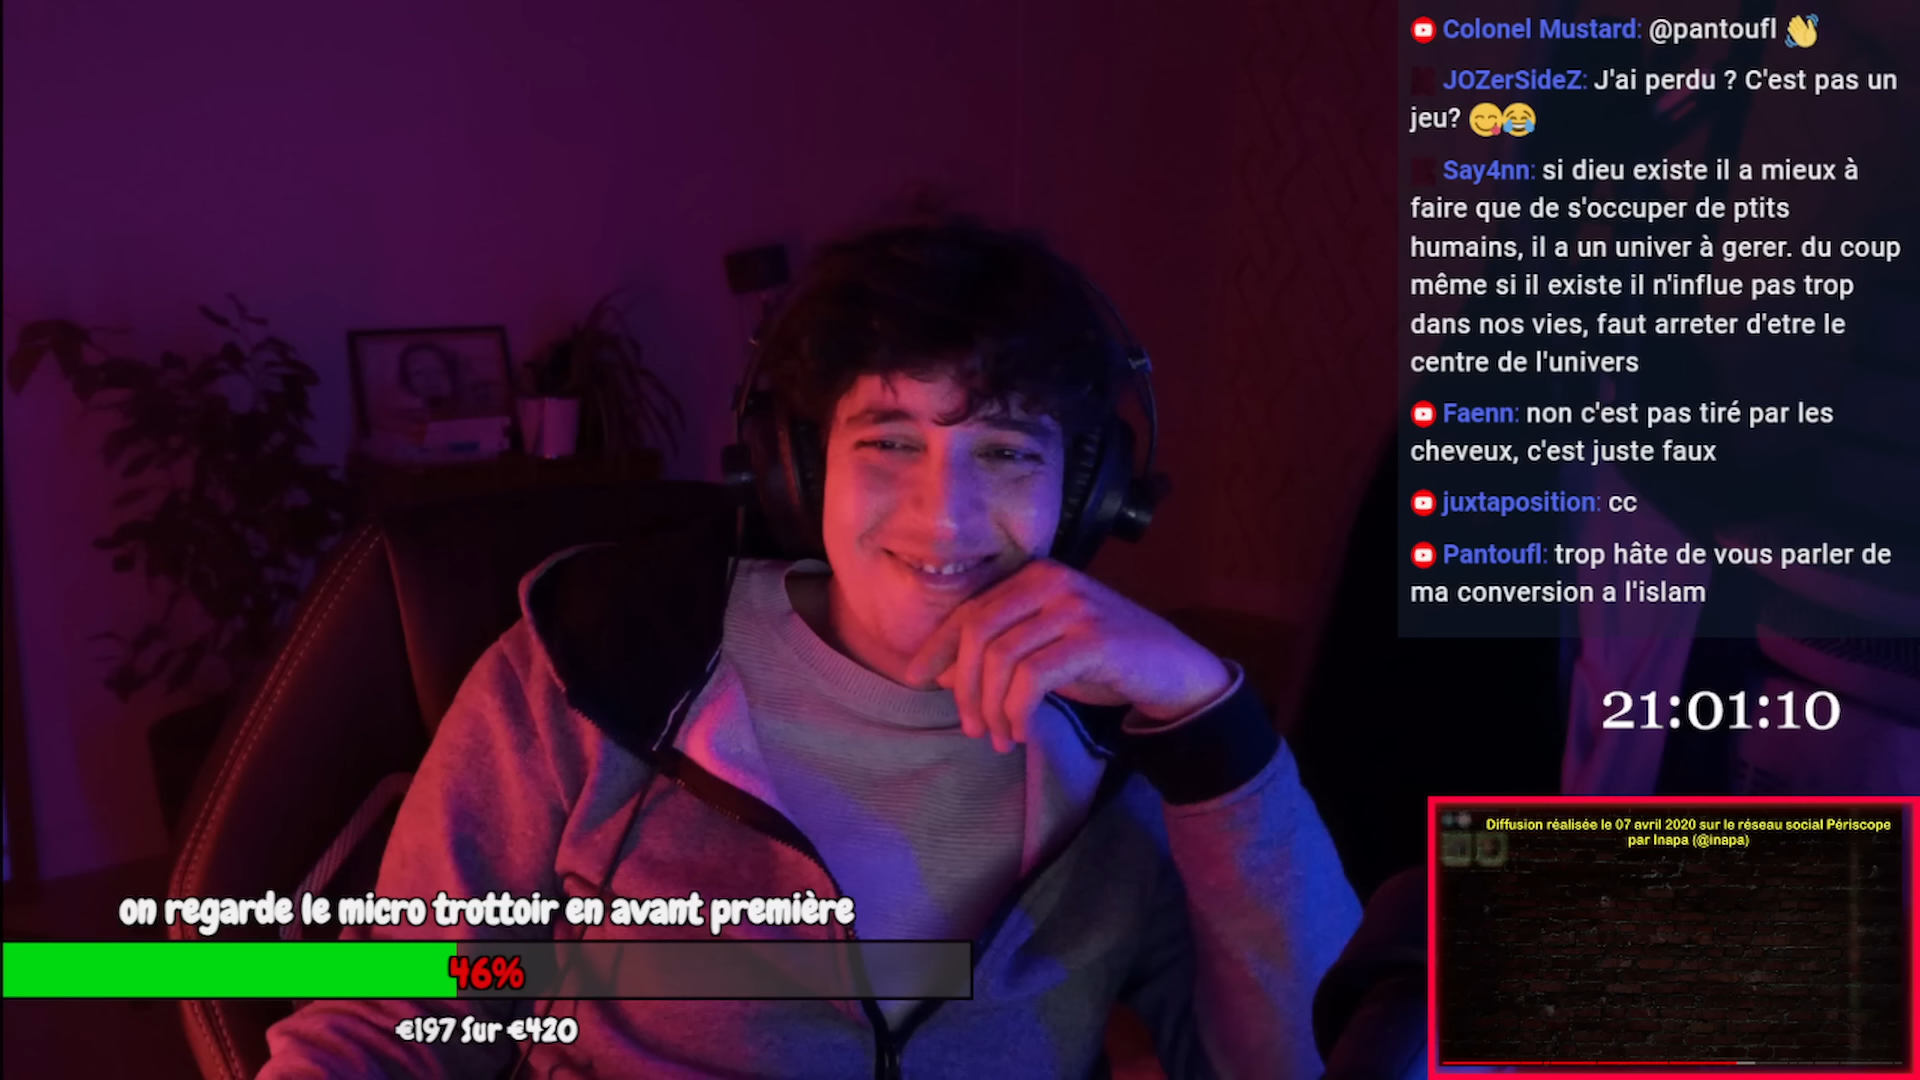 Colonel Mustard: @pantoufl 👋
JOZerSideZ: J'ai perdu ? C'est pas un
jeu? 😋😂
Say4nn: si dieu existe il a mieux à
faire que de s'occuper de ptits
humains, il a un univer à gerer. du coup
même si il existe il n'influe pas trop
dans nos vies, faut arreter d'etre le
centre de l'univers
Faenn: non c'est pas tiré par les
cheveux, c'est juste faux
juxtaposition: cc
Pantoufl: trop hâte de vous parler de
ma conversion a l'islam
21:01:10
Diffusion réalisée le 07 avril 2020 sur le réseau social Périscope
par Inapa (@inapa)
on regarde le micro trottoir en avant première
46%
€197 Sur €420